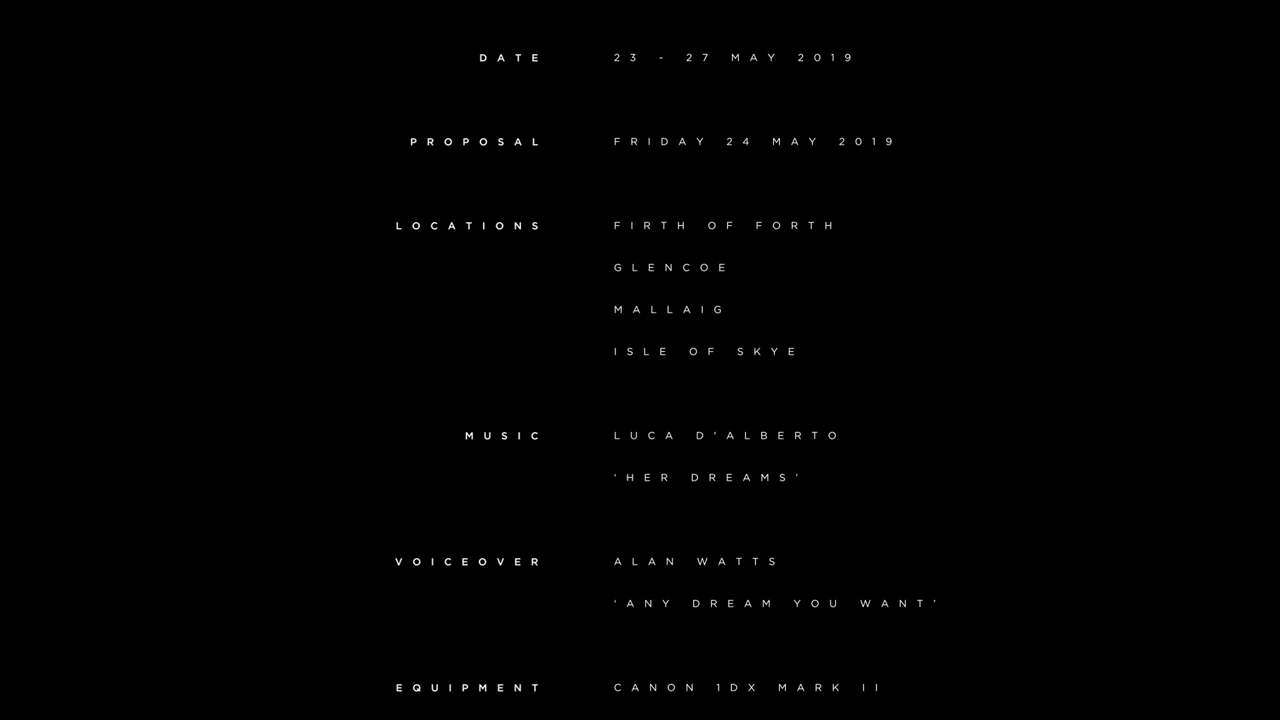 DATE 23 - 27 MAY 2019
PROPOSAL FRIDAY 24 MAY 2019
LOCATIONS FIRTH OF FORTH
GLENCOE
MALLAIG
ISLE OF SKYE
MUSIC LUCA D'ALBERTO
'HER DREAMS'
VOICEOVER ALAN WATTS
'ANY DREAM YOU WANT'
EQUIPMENT CANON 1DX MARK II